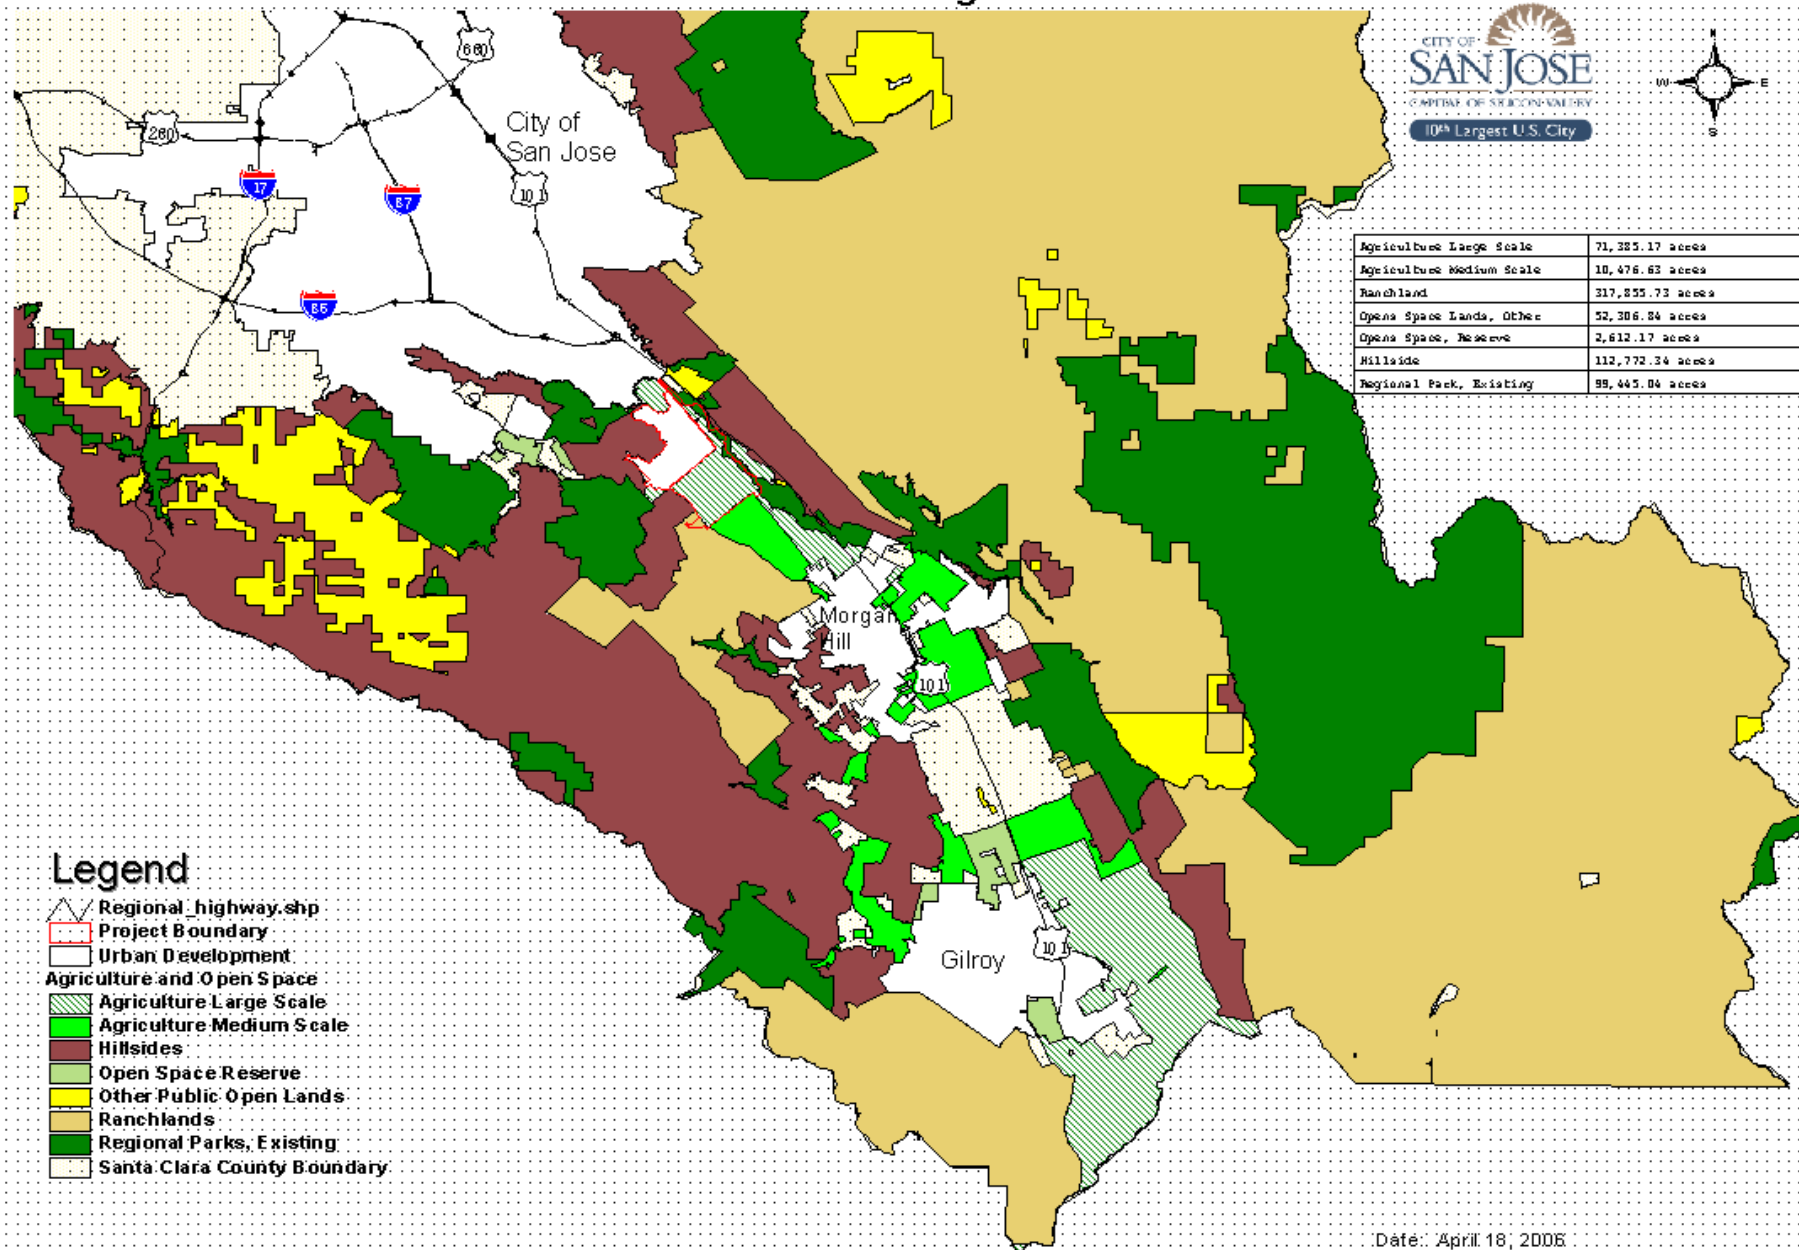 CITY OF
SAN JOSE
CAPITAL OF SILICON VALLEY
10th Largest U.S. City
N
W E
S
680
City of
San Jose
280
17
87
101
85
Agriculture Large Scale 71,385.17 acres
Agriculture Medium Scale 10,476.63 acres
Ranchland 317,855.73 acres
Opens Space Lands, Other 52,306.84 acres
Opens Space, Reserve 2,612.17 acres
Hillside 112,772.34 acres
Regional Park, Existing 99,445.04 acres
Morgan
Hill
101
Gilroy
101
Legend
Regional_highway.shp
Project Boundary
Urban Development
Agriculture and Open Space
Agriculture Large Scale
Agriculture Medium Scale
Hillsides
Open Space Reserve
Other Public Open Lands
Ranchlands
Regional Parks, Existing
Santa Clara County Boundary
Date: April 18, 2006